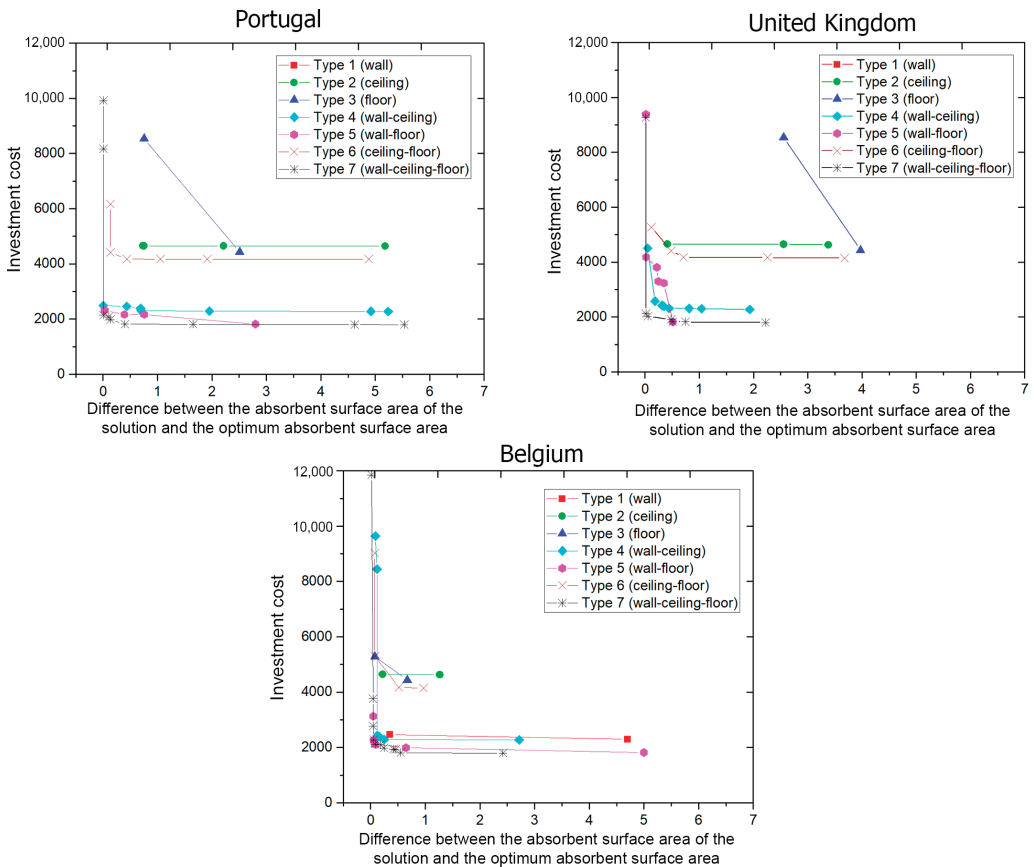 Portugal
12,000
10,000
8000
6000
4000
2000
0
Investment cost
Type 1 (wall)
Type 2 (ceiling)
Type 3 (floor)
Type 4 (wall-ceiling)
Type 5 (wall-floor)
Type 6 (ceiling-floor)
Type 7 (wall-ceiling-floor)
0 1 2 3 4 5 6 7
Difference between the absorbent surface area of the
solution and the optimum absorbent surface area
United Kingdom
12,000
10,000
8000
6000
4000
2000
0
Investment cost
Type 1 (wall)
Type 2 (ceiling)
Type 3 (floor)
Type 4 (wall-ceiling)
Type 5 (wall-floor)
Type 6 (ceiling-floor)
Type 7 (wall-ceiling-floor)
0 1 2 3 4 5 6 7
Difference between the absorbent surface area of the
solution and the optimum absorbent surface area
Belgium
12,000
10,000
8000
6000
4000
2000
0
Investment cost
Type 1 (wall)
Type 2 (ceiling)
Type 3 (floor)
Type 4 (wall-ceiling)
Type 5 (wall-floor)
Type 6 (ceiling-floor)
Type 7 (wall-ceiling-floor)
0 1 2 3 4 5 6 7
Difference between the absorbent surface area of the
solution and the optimum absorbent surface area